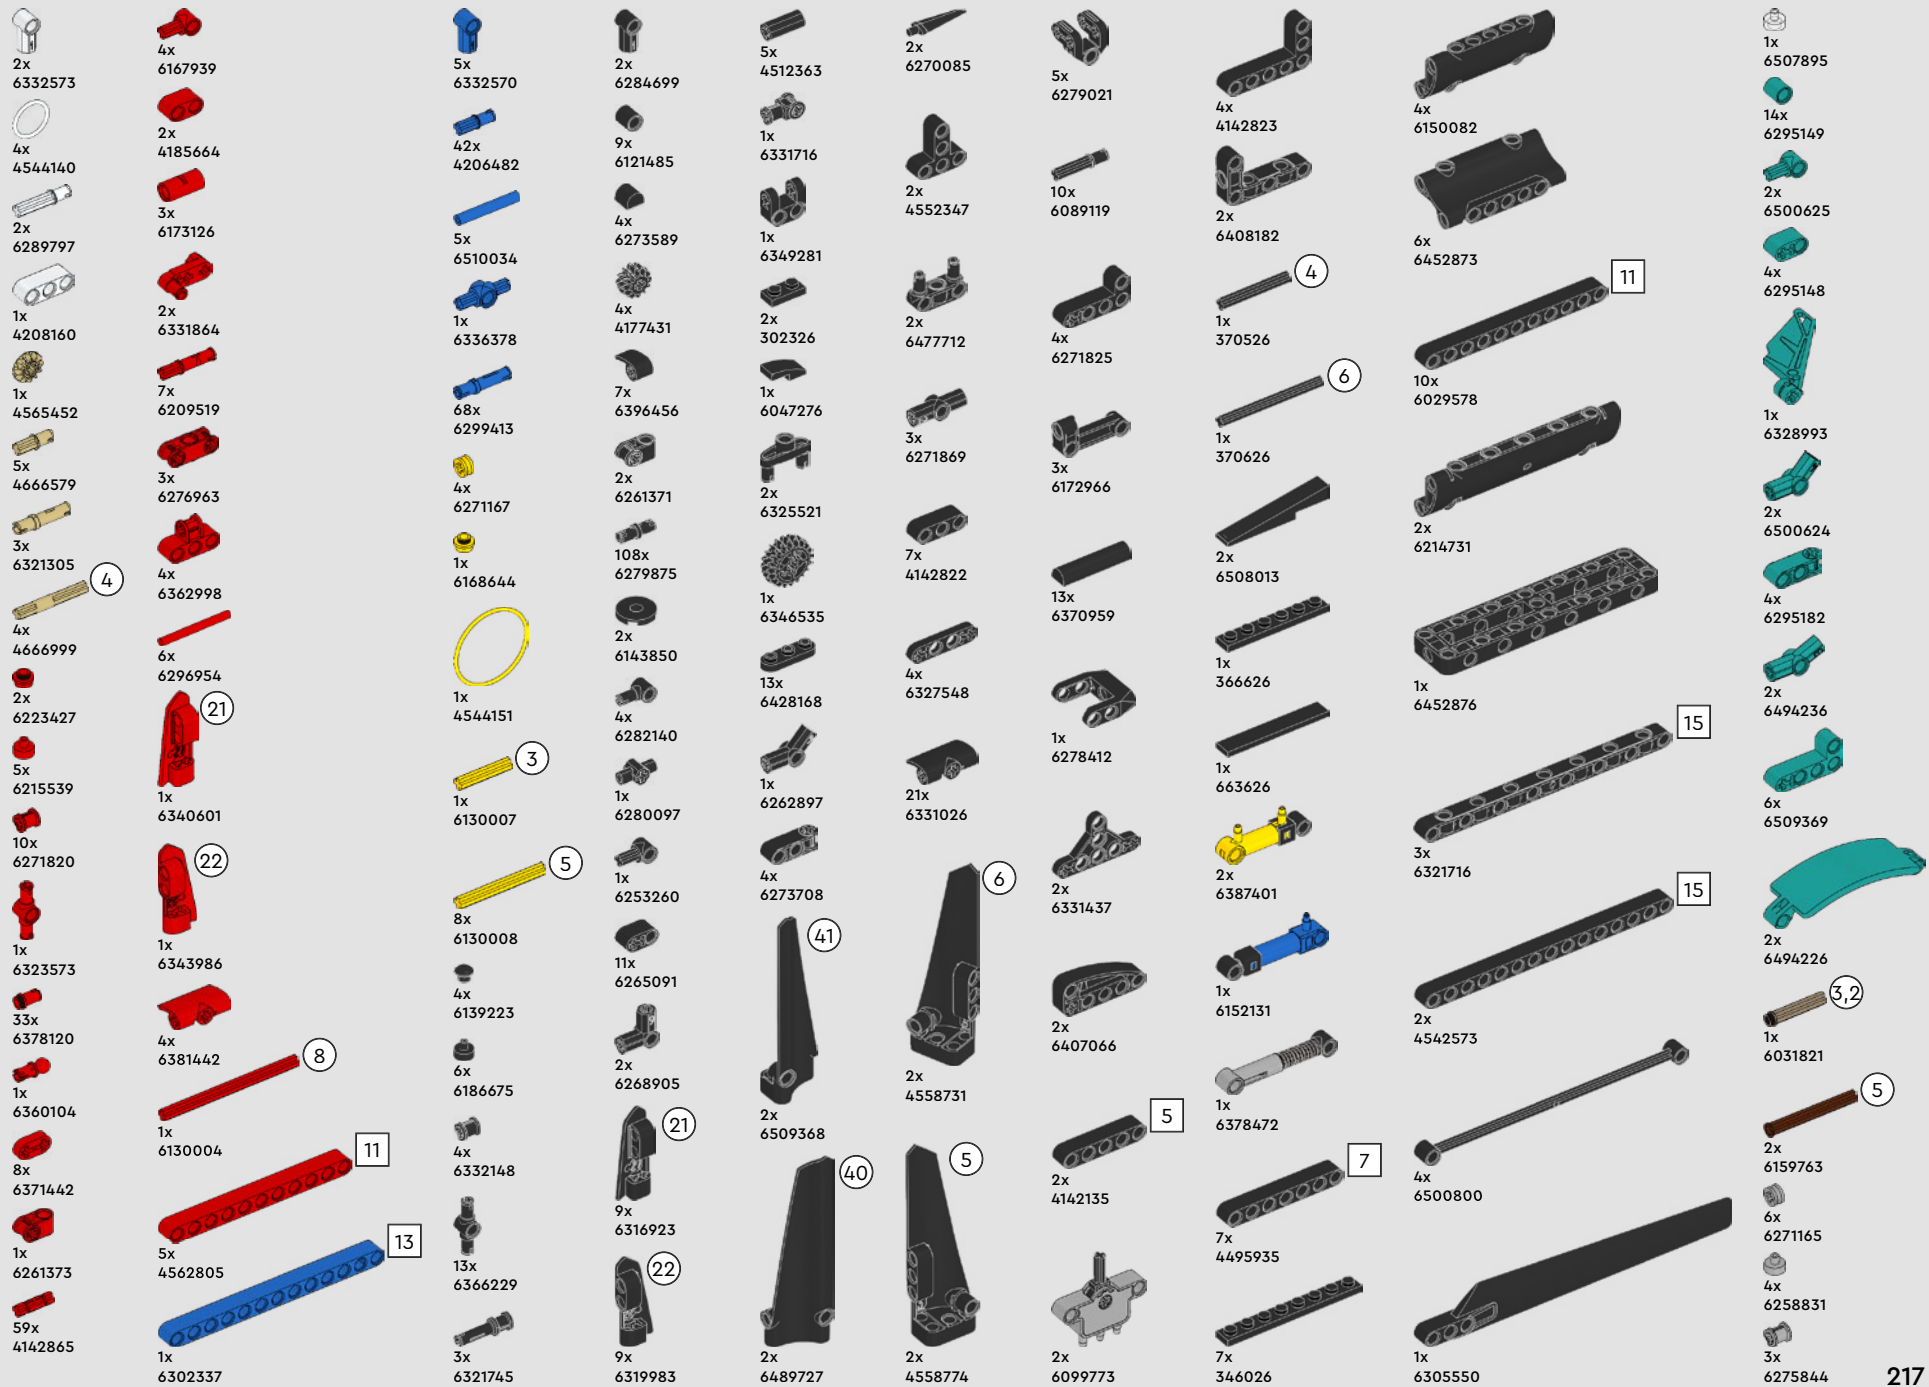 2x
6332573
4x
4544140
2x
6289797
1x
4208160
1x
4565452
5x
4666579
3x
6321305
4
4x
4666999
2x
6223427
5x
6215539
10x
6271820
1x
6323573
33x
6378120
1x
6360104
8x
6371442
1x
6261373
59x
4142865
4x
6167939
2x
4185664
3x
6173126
2x
6331864
7x
6209519
3x
6276963
4x
6362998
6x
6296954
21
1x
6340601
22
1x
6343986
4x
6381442
8
1x
6130004
11
5x
4562805
13
1x
6302337
5x
6332570
42x
4206482
5x
6510034
1x
6336378
68x
6299413
4x
6271167
1x
6168644
1x
4544151
3
1x
6130007
5
8x
6130008
4x
6139223
6x
6186675
4x
6332148
13x
6366229
3x
6321745
2x
6284699
9x
6121485
4x
6273589
4x
4177431
7x
6396456
2x
6261371
108x
6279875
2x
6143850
4x
6282140
1x
6280097
1x
6253260
11x
6265091
2x
6268905
21
9x
6316923
22
9x
6319983
5x
4512363
1x
6331716
1x
6349281
2x
302326
1x
6047276
2x
6325521
1x
6346535
13x
6428168
1x
6262897
4x
6273708
41
2x
6509368
40
2x
6489727
2x
6270085
2x
4552347
2x
6477712
3x
6271869
7x
4142822
4x
6327548
21x
6331026
6
2x
4558731
5
2x
4558774
5x
6279021
10x
6089119
4x
6271825
3x
6172966
13x
6370959
1x
6278412
2x
6331437
2x
6407066
5
2x
4142135
2x
6099773
4x
4142823
2x
6408182
4
1x
370526
6
1x
370626
2x
6508013
1x
366626
1x
663626
2x
6387401
1x
6152131
1x
6378472
7
7x
4495935
7x
346026
4x
6150082
6x
6452873
11
10x
6029578
2x
6214731
1x
6452876
15
3x
6321716
15
2x
4542573
4x
6500800
1x
6305550
1x
6507895
14x
6295149
2x
6500625
4x
6295148
1x
6328993
2x
6500624
4x
6295182
2x
6494236
6x
6509369
2x
6494226
3,2
1x
6031821
5
2x
6159763
6x
6271165
4x
6258831
3x
6275844
217